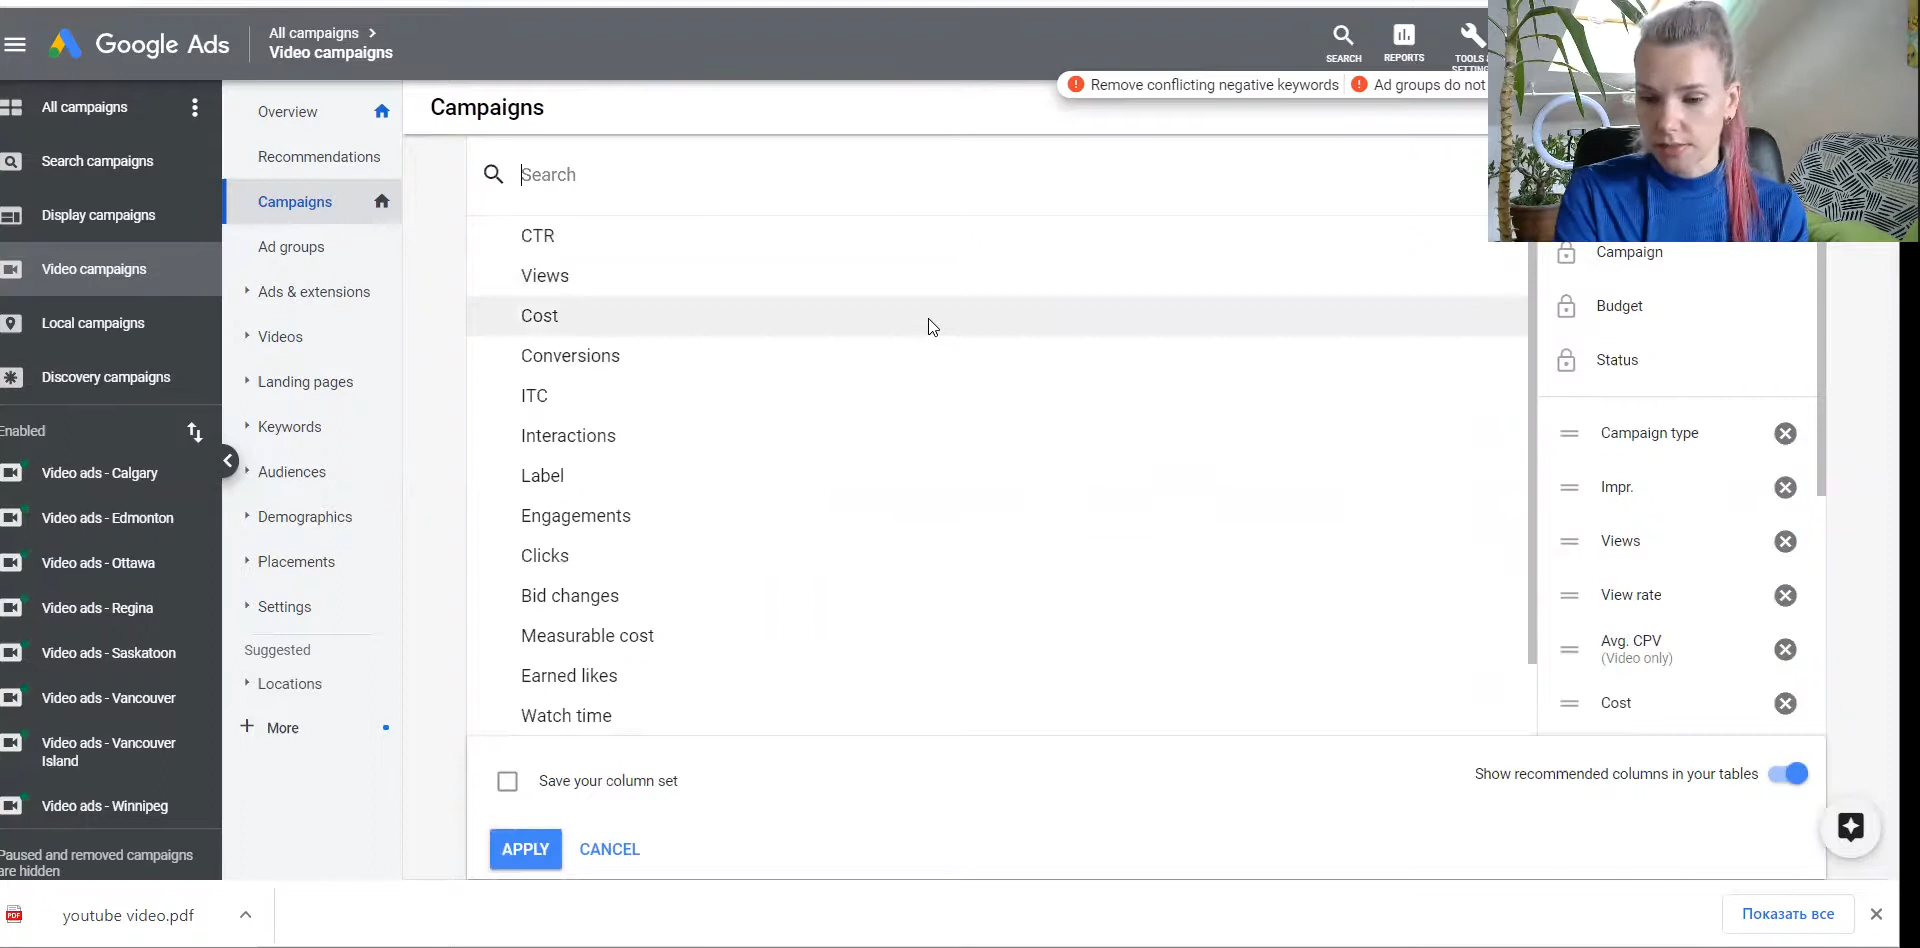 Google Ads
All campaigns
Video campaigns
SEARCH
REPORTS
TOOLS &
SETTING
Remove conflicting negative keywords
Ad groups do not
All campaigns
Search campaigns
Display campaigns
Video campaigns
Local campaigns
Discovery campaigns
Enabled
Video ads - Calgary
Video ads - Edmonton
Video ads - Ottawa
Video ads - Regina
Video ads - Saskatoon
Video ads - Vancouver
Video ads - Vancouver
Island
Video ads - Winnipeg
Paused and removed campaigns
are hidden
Overview
Recommendations
Campaigns
Ad groups
Ads & extensions
Videos
Landing pages
Keywords
Audiences
Demographics
Placements
Settings
Suggested
Locations
More
Campaigns
Search
CTR
Views
Cost
Conversions
ITC
Interactions
Label
Engagements
Clicks
Bid changes
Measurable cost
Earned likes
Watch time
Campaign
Budget
Status
Campaign type
Impr.
Views
View rate
Avg. CPV
(Video only)
Cost
Save your column set
Show recommended columns in your tables
APPLY
CANCEL
PDF
youtube video.pdf
Показать все